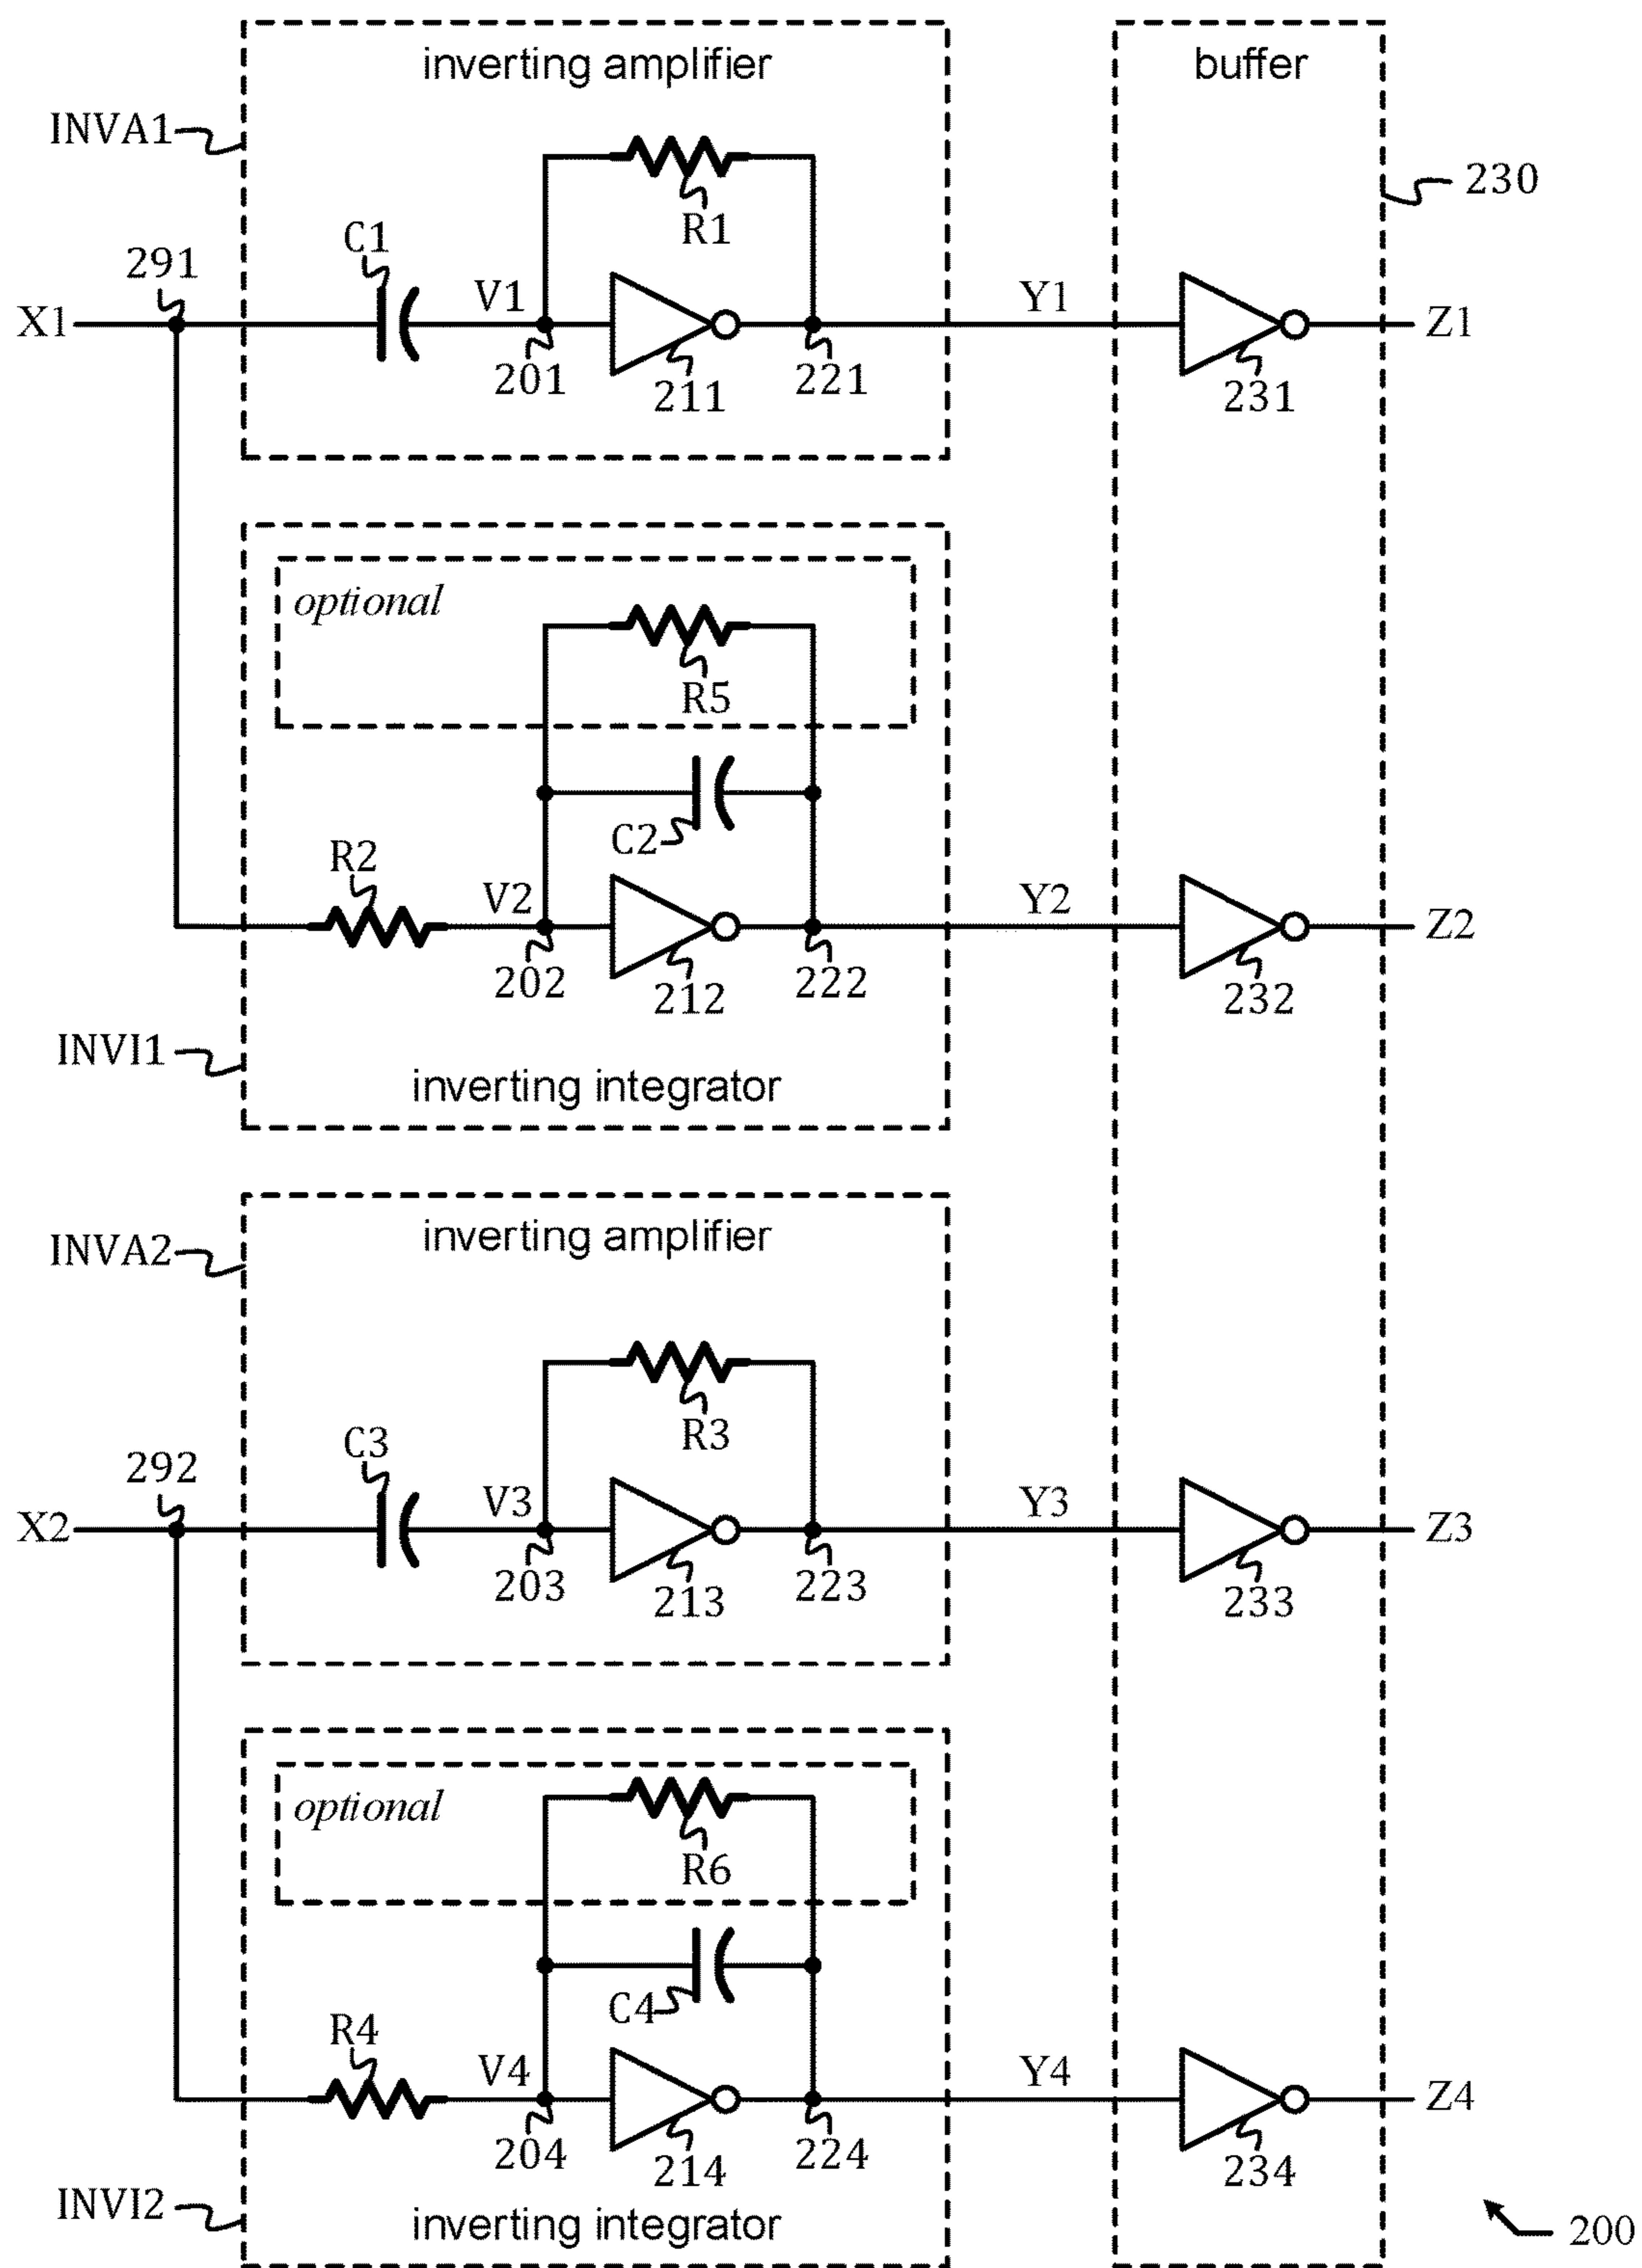 inverting amplifier
buffer
INVA1
230
R1
C1
291
V1
Y1
X1
Z1
201
211
221
231
optional
R5
C2
R2
V2
Y2
Z2
202
212
222
232
INVI1
inverting integrator
inverting amplifier
INVA2
R3
C3
292
V3
Y3
X2
Z3
203
213
223
233
optional
R6
C4
R4
V4
Y4
Z4
204
214
224
234
INVI2
inverting integrator
200